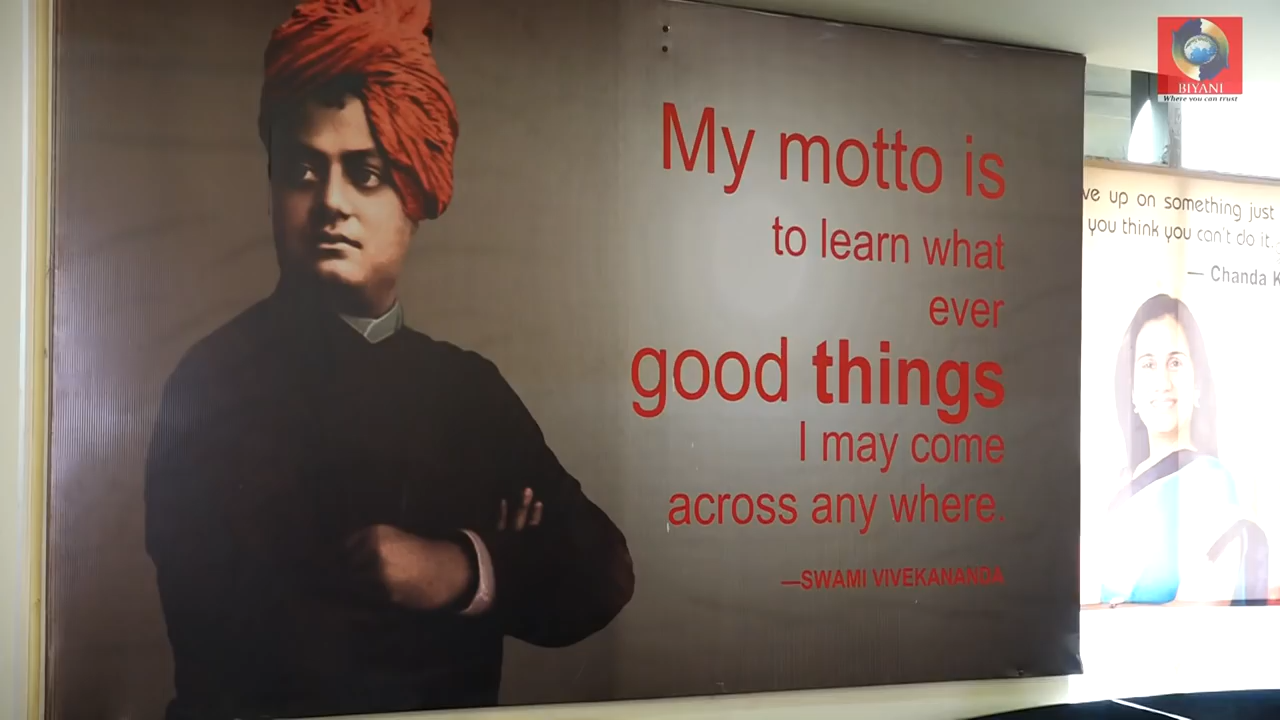 My motto is
to learn what
ever
good things
I may come
across any where.
—SWAMI VIVEKANANDA
BIYANI
Where you can trust
up on something just
you think you can't do it.
— Chanda